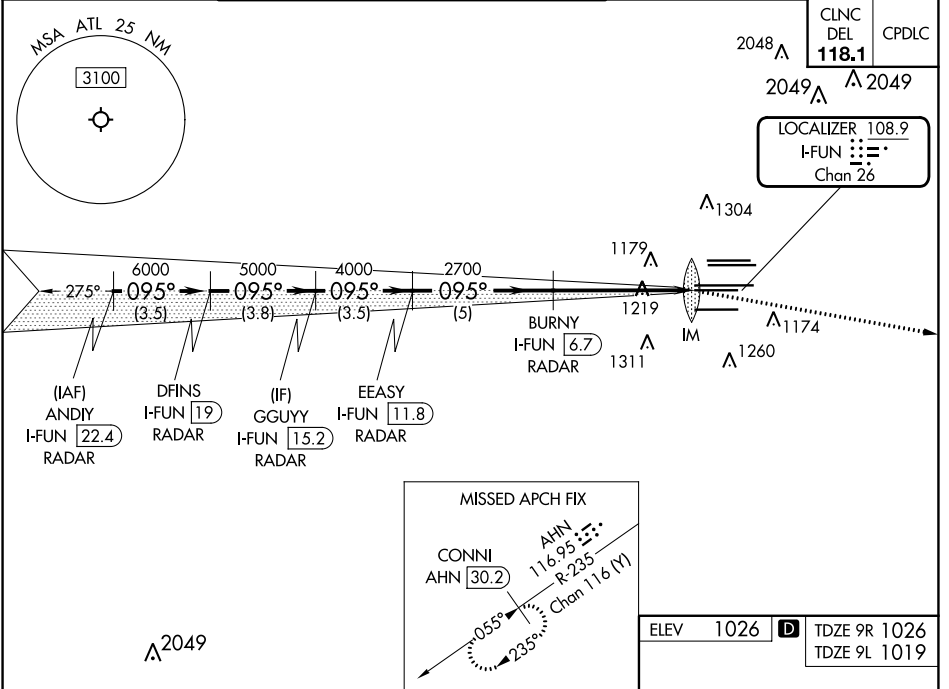 MSA ATL 25 NM
3100
CLNC
DEL
118.1
CPDLC
2048
2049
2049
LOCALIZER 108.9
I-FUN
Chan 26
1304
1179
1219
1311
IM
1174
1260
275°
6000
095°
(3.5)
5000
095°
(3.8)
4000
095°
(3.5)
2700
095°
(5)
BURNY
I-FUN 6.7
RADAR
(IAF)
ANDIY
I-FUN 22.4
RADAR
DFINS
I-FUN 19
RADAR
(IF)
GGUYY
I-FUN 15.2
RADAR
EEASY
I-FUN 11.8
RADAR
MISSED APCH FIX
CONNI
AHN 30.2
AHN
116.95
R-235
Chan 116 (Y)
055°
235°
2049
ELEV 1026 D
TDZE 9R 1026
TDZE 9L 1019